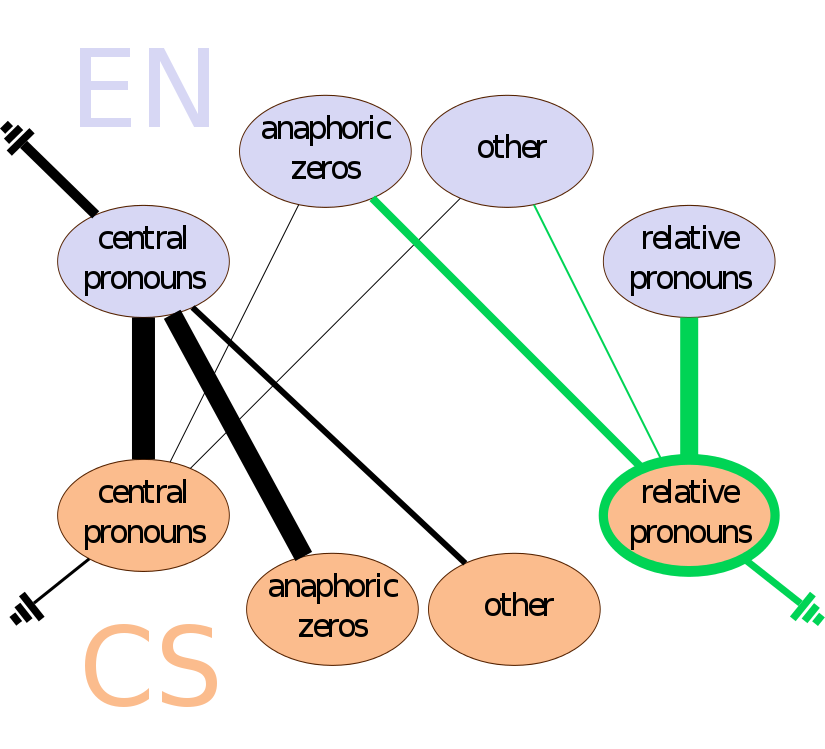 EN
anaphoric
zeros
other
central
pronouns
relative
pronouns
central
pronouns
relative
pronouns
anaphoric
zeros
other
CS